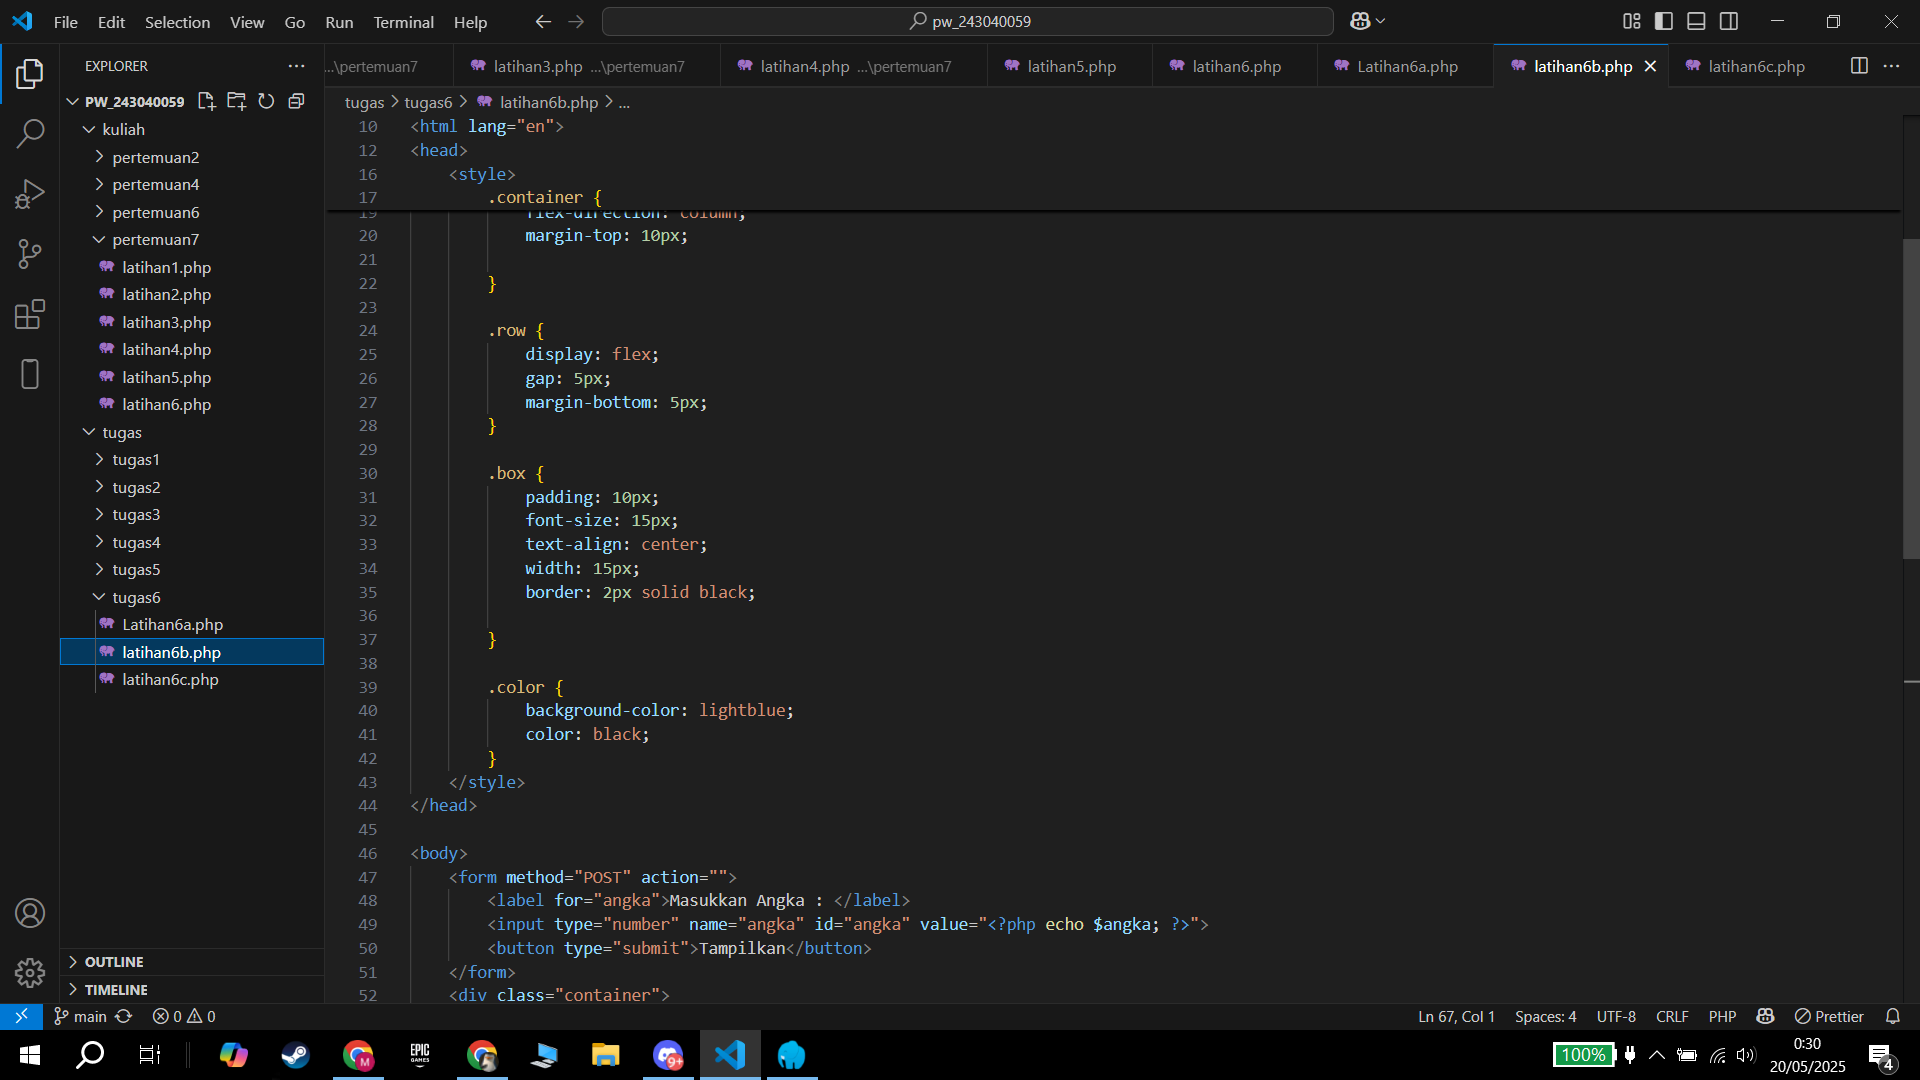 File Edit Selection View Go Run Terminal Help
pw_243040059
EXPLORER
PW_243040059
kuliah
pertemuan2
pertemuan4
pertemuan6
pertemuan7
latihan1.php
latihan2.php
latihan3.php
latihan4.php
latihan5.php
latihan6.php
tugas
tugas1
tugas2
tugas3
tugas4
tugas5
tugas6
Latihan6a.php
latihan6b.php
latihan6c.php
OUTLINE
TIMELINE
...\pertemuan7 latihan3.php ...\pertemuan7 latihan4.php ...\pertemuan7 latihan5.php latihan6.php Latihan6a.php latihan6b.php latihan6c.php
tugas > tugas6 > latihan6b.php > ...
10 <html lang="en">
12 <head>
16 <style>
17 .container {
19 flex-direction: column;
20 margin-top: 10px;
21
22 }
23
24 .row {
25 display: flex;
26 gap: 5px;
27 margin-bottom: 5px;
28 }
29
30 .box {
31 padding: 10px;
32 font-size: 15px;
33 text-align: center;
34 width: 15px;
35 border: 2px solid black;
36
37 }
38
39 .color {
40 background-color: lightblue;
41 color: black;
42 }
43 </style>
44 </head>
45
46 <body>
47 <form method="POST" action="">
48 <label for="angka">Masukkan Angka : </label>
49 <input type="number" name="angka" id="angka" value="<?php echo $angka; ?>">
50 <button type="submit">Tampilkan</button>
51 </form>
52 <div class="container">
main 0 0 Ln 67, Col 1 Spaces: 4 UTF-8 CRLF PHP Prettier
M EPIC GAMES 9+ 100% 0:30
20/05/2025 4